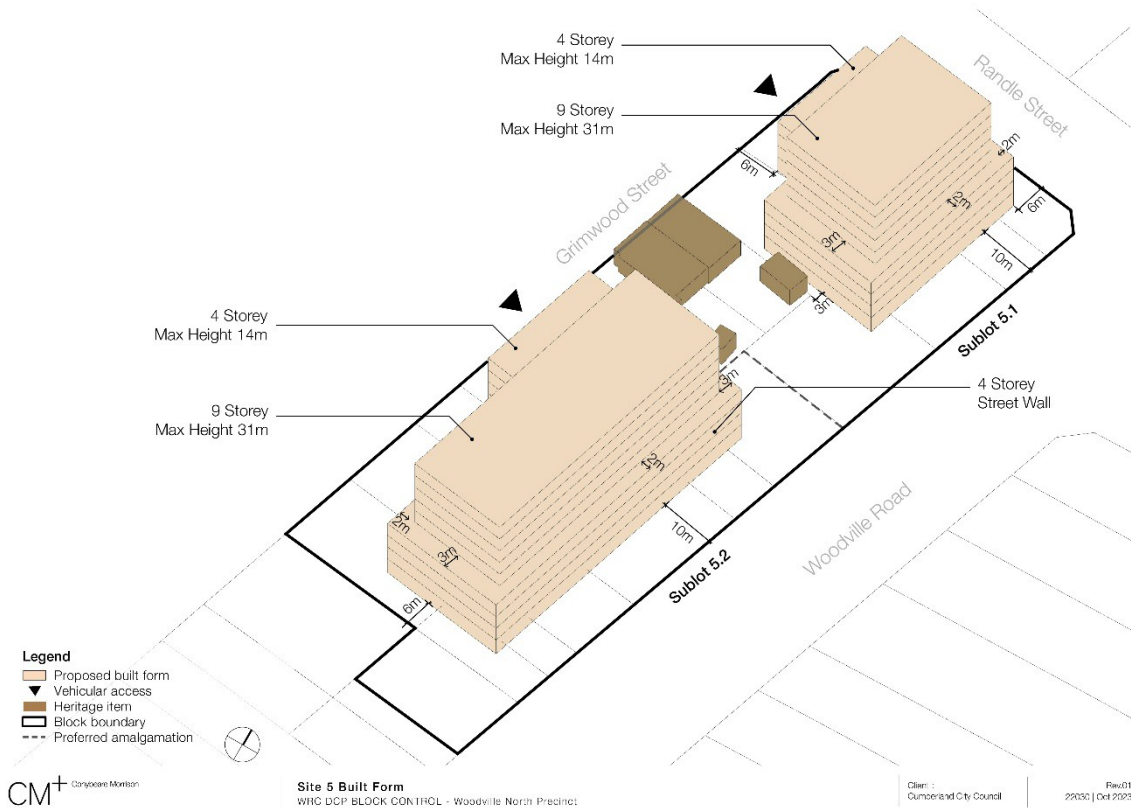 4 Storey
Max Height 14m
9 Storey
Max Height 31m
Randle Street
2m
6m
2m
6m
3m
10m
3m
Grimwood Street
Sublot 5.1
4 Storey
Max Height 14m
3m
4 Storey
Street Wall
9 Storey
Max Height 31m
2m
10m
Woodville Road
2m
3m
Sublot 5.2
6m
Legend
Proposed built form
Vehicular access
Heritage item
Block boundary
Preferred amalgamation
CM+ Conybeare Morrison
Site 5 Built Form
WRC DCP BLOCK CONTROL - Woodville North Precinct
Client :
Cumberland City Council
Rev.01
22030 | Oct 2023